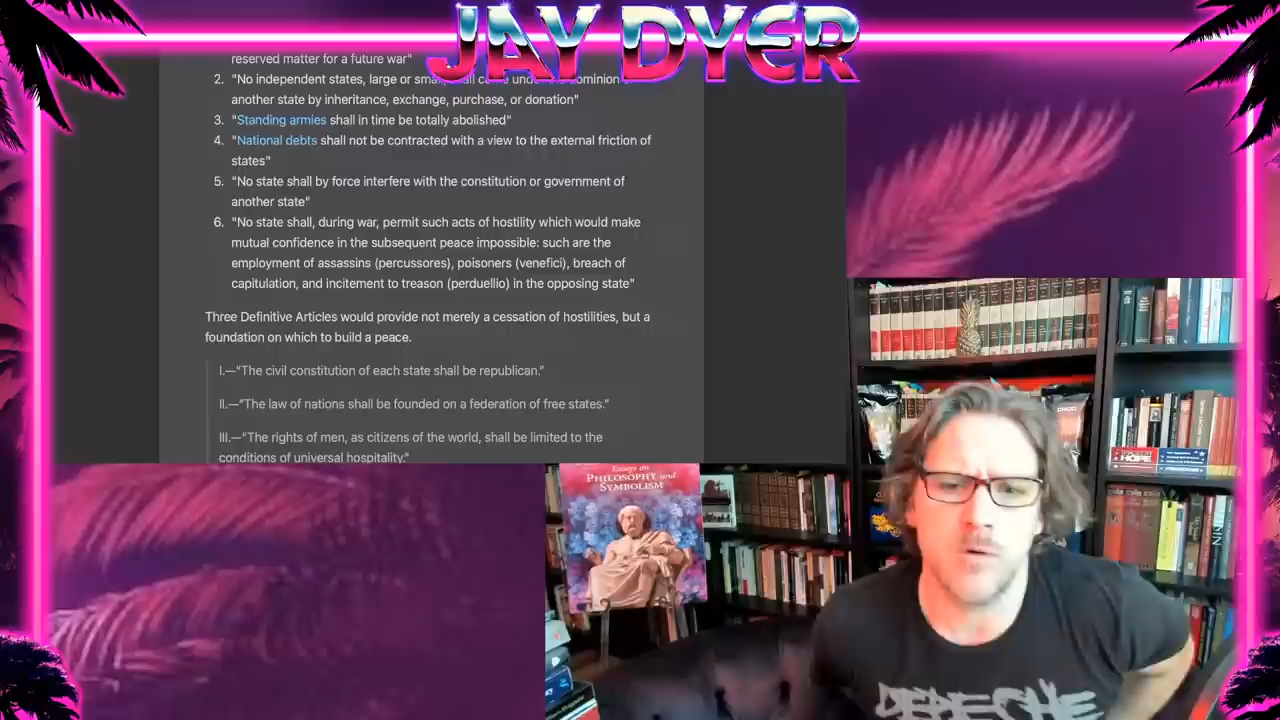 JAY DYER
reserved matter for a future war"
2. "No independent states, large or small, shall come under the dominion of
another state by inheritance, exchange, purchase, or donation"
3. "Standing armies shall in time be totally abolished"
4. "National debts shall not be contracted with a view to the external friction of
states"
5. "No state shall by force interfere with the constitution or government of
another state"
6. "No state shall, during war, permit such acts of hostility which would make
mutual confidence in the subsequent peace impossible: such are the
employment of assassins (percussores), poisoners (venefici), breach of
capitulation, and incitement to treason (perduellio) in the opposing state"
Three Definitive Articles would provide not merely a cessation of hostilities, but a
foundation on which to build a peace.
I.—"The civil constitution of each state shall be republican."
II.—"The law of nations shall be founded on a federation of free states."
III.—"The rights of men, as citizens of the world, shall be limited to the
conditions of universal hospitality."
Essays on
PHILOSOPHY and
SYMBOLISM
HOPE
DEPECHE